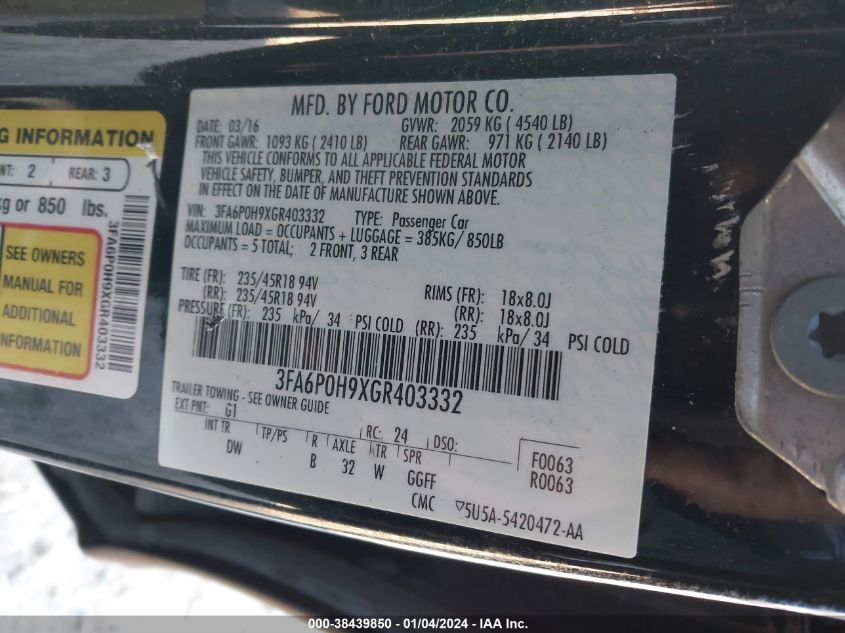 G INFORMATION
NT: 2 REAR: 3
kg or 850 lbs.
SEE OWNERS
MANUAL FOR
ADDITIONAL
INFORMATION
3FA6P0H9XGR403332
MFD. BY FORD MOTOR CO.
DATE: 03/16 GVWR: 2059 KG ( 4540 LB)
FRONT GAWR: 1093 KG ( 2410 LB) REAR GAWR: 971 KG ( 2140 LB)
THIS VEHICLE CONFORMS TO ALL APPLICABLE FEDERAL MOTOR
VEHICLE SAFETY, BUMPER, AND THEFT PREVENTION STANDARDS
IN EFFECT ON THE DATE OF MANUFACTURE SHOWN ABOVE.
VIN: 3FA6P0H9XGR403332 TYPE: Passenger Car
MAXIMUM LOAD = OCCUPANTS + LUGGAGE = 385KG/ 850LB
OCCUPANTS = 5 TOTAL; 2 FRONT, 3 REAR
TIRE (FR): 235/45R18 94V RIMS (FR): 18x8.0J
(RR): 235/45R18 94V (RR): 18x8.0J
PRESSURE (FR): 235 kPa/ 34 PSI COLD (RR): 235 kPa/ 34 PSI COLD
3FA6P0H9XGR403332
TRAILER TOWING - SEE OWNER GUIDE
EXT PNT: G1 RC: 24 DSO:
INT TR TP/PS R AXLE TR SPR F0063
DW B 32 W GGFF R0063
CMC ▽5U5A-5420472-AA
000-38439850 - 01/04/2024 - IAA Inc.